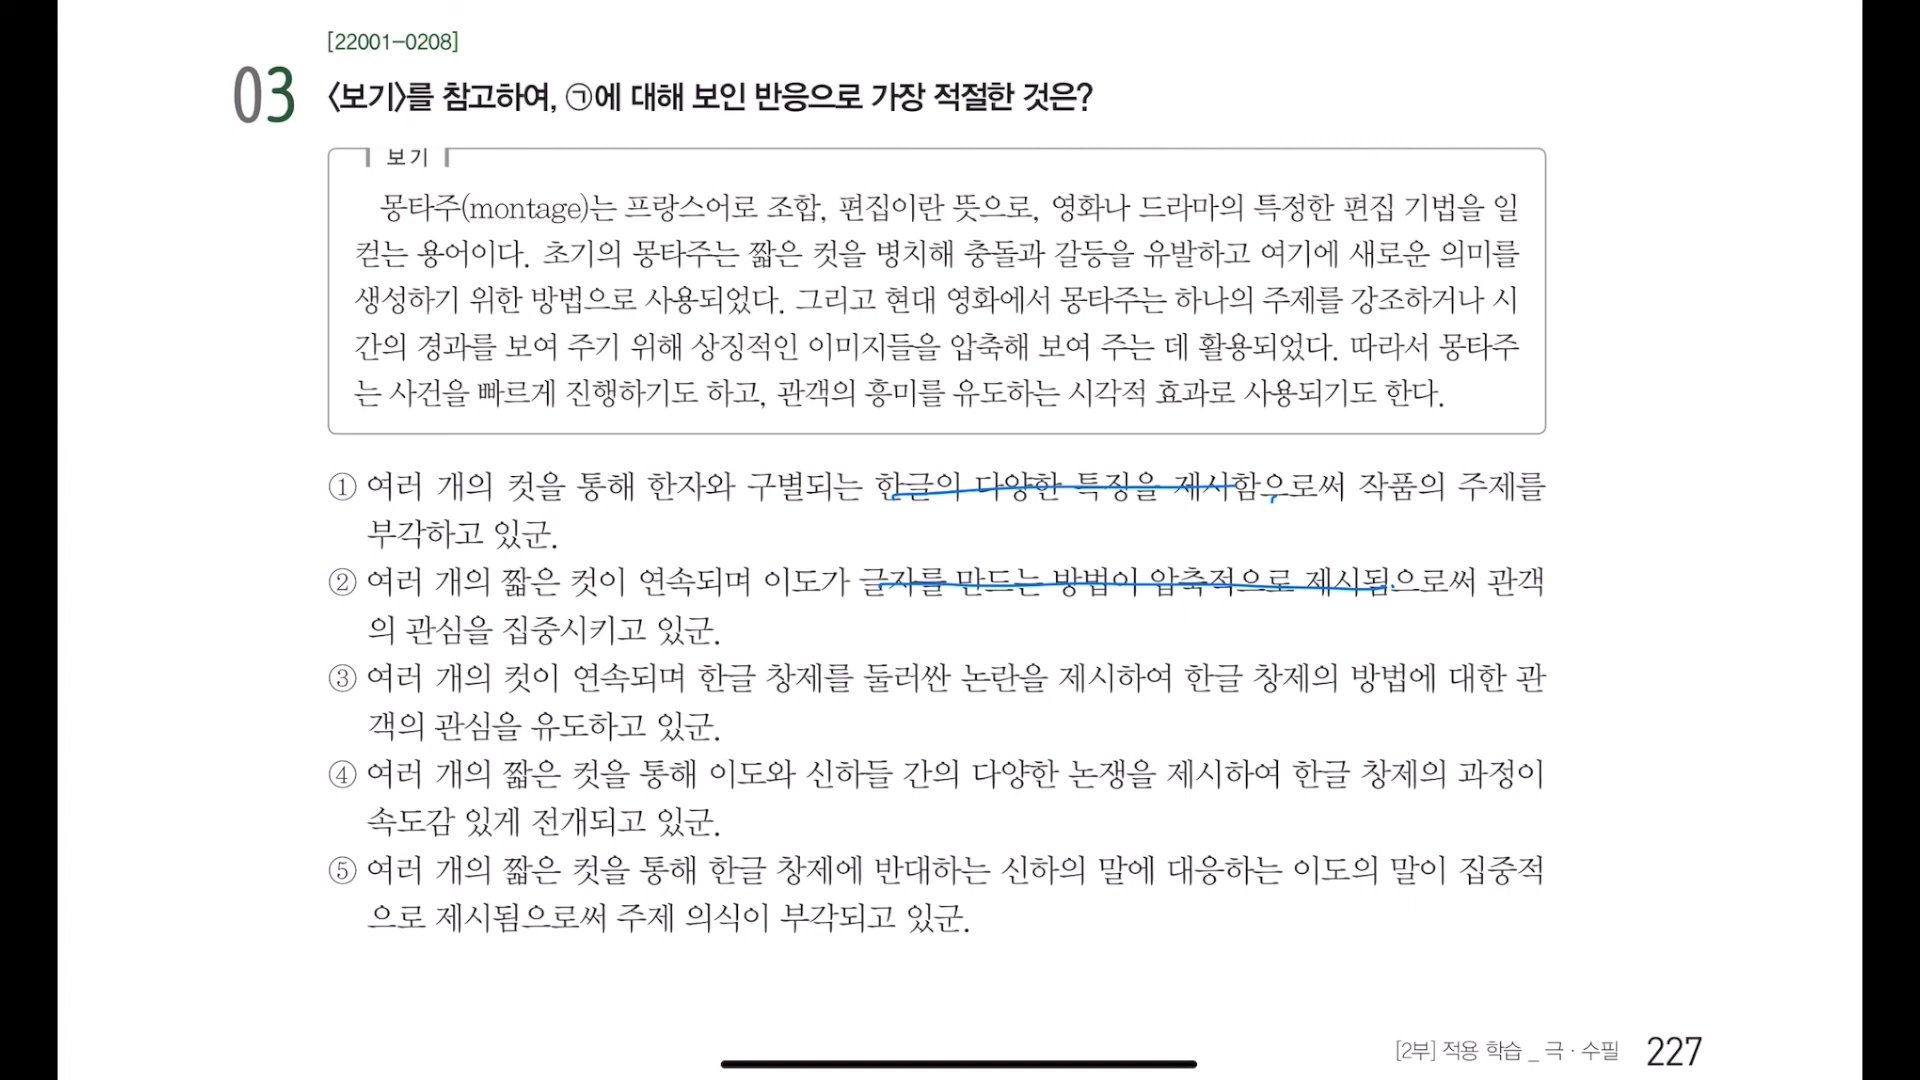 [22001-0208]
03 <보기>를 참고하여, ㉠에 대해 보인 반응으로 가장 적절한 것은?
보기
몽타주(montage)는 프랑스어로 조합, 편집이란 뜻으로, 영화나 드라마의 특정한 편집 기법을 일
컫는 용어이다. 초기의 몽타주는 짧은 컷을 병치해 충돌과 갈등을 유발하고 여기에 새로운 의미를
생성하기 위한 방법으로 사용되었다. 그리고 현대 영화에서 몽타주는 하나의 주제를 강조하거나 시
간의 경과를 보여 주기 위해 상징적인 이미지들을 압축해 보여 주는 데 활용되었다. 따라서 몽타주
는 사건을 빠르게 진행하기도 하고, 관객의 흥미를 유도하는 시각적 효과로 사용되기도 한다.
① 여러 개의 컷을 통해 한자와 구별되는 한글의 다양한 특징을 제시함으로써 작품의 주제를
부각하고 있군.
② 여러 개의 짧은 컷이 연속되며 이도가 글자를 만드는 방법이 압축적으로 제시됨으로써 관객
의 관심을 집중시키고 있군.
③ 여러 개의 컷이 연속되며 한글 창제를 둘러싼 논란을 제시하여 한글 창제의 방법에 대한 관
객의 관심을 유도하고 있군.
④ 여러 개의 짧은 컷을 통해 이도와 신하들 간의 다양한 논쟁을 제시하여 한글 창제의 과정이
속도감 있게 전개되고 있군.
⑤ 여러 개의 짧은 컷을 통해 한글 창제에 반대하는 신하의 말에 대응하는 이도의 말이 집중적
으로 제시됨으로써 주제 의식이 부각되고 있군.
[2부] 적용 학습 _ 극·수필 227